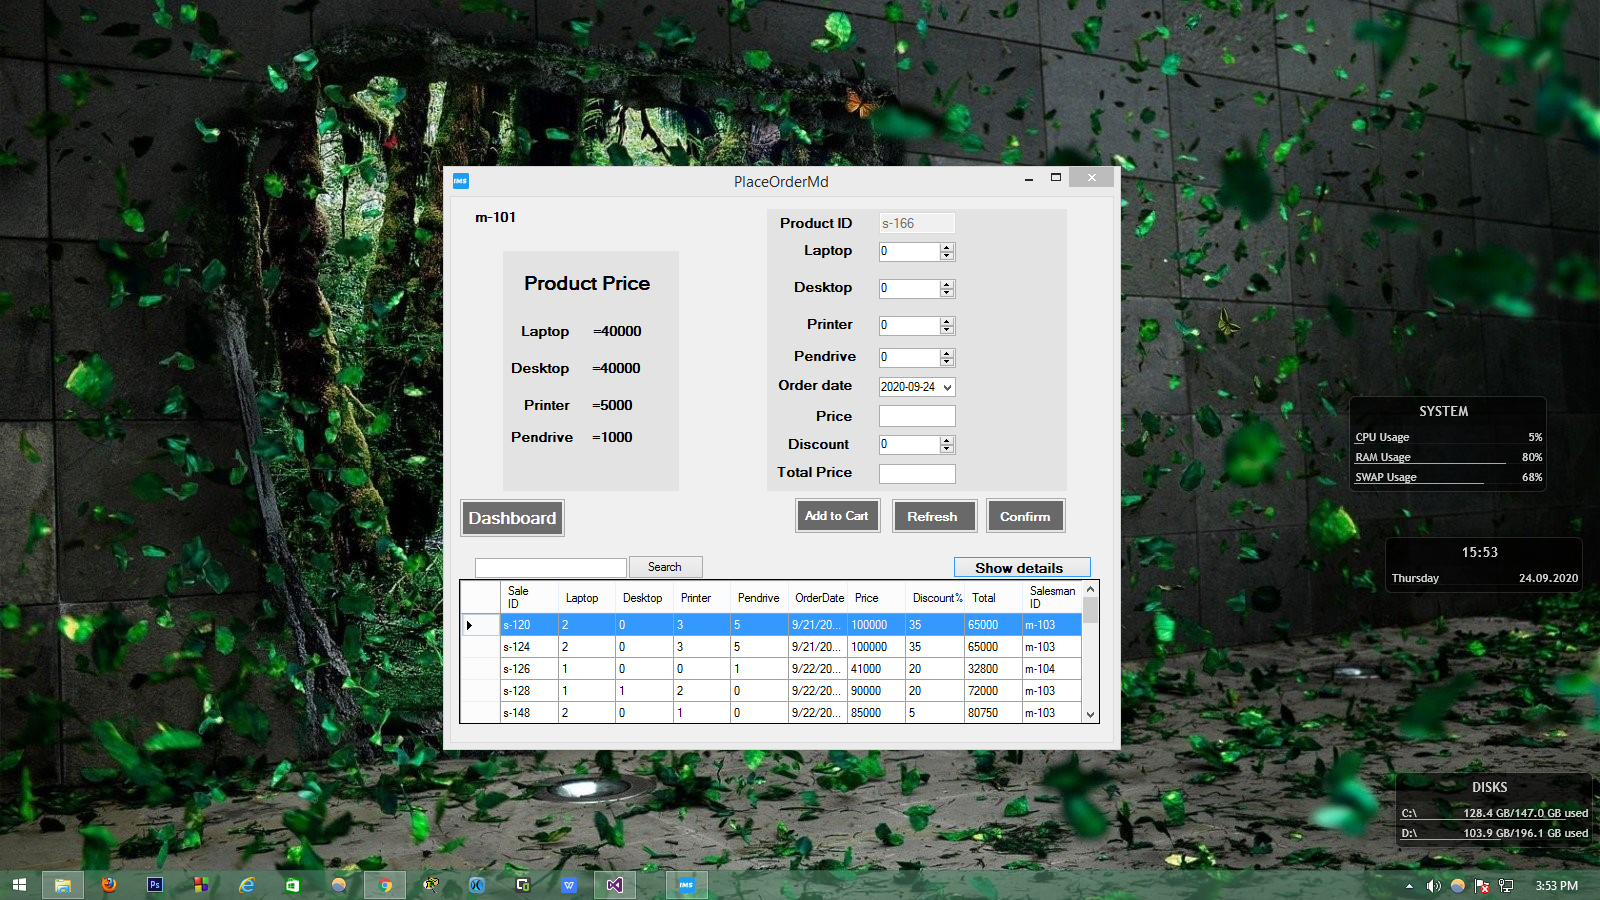 IMS PlaceOrderMd
m-101
Product Price
Laptop =40000
Desktop =40000
Printer =5000
Pendrive =1000
Product ID s-166
Laptop 0
Desktop 0
Printer 0
Pendrive 0
Order date 2020-09-24
Price
Discount 0
Total Price
Dashboard
Add to Cart Refresh Confirm
Search Show details
Sale ID Laptop Desktop Printer Pendrive OrderDate Price Discount% Total Salesman ID
s-120 2 0 3 5 9/21/20... 100000 35 65000 m-103
s-124 2 0 3 5 9/21/20... 100000 35 65000 m-103
s-126 1 0 0 1 9/22/20... 41000 20 32800 m-104
s-128 1 1 2 0 9/22/20... 90000 20 72000 m-103
s-148 2 0 1 0 9/22/20... 85000 5 80750 m-103
SYSTEM
CPU Usage 5%
RAM Usage 80%
SWAP Usage 68%
15:53
Thursday 24.09.2020
DISKS
C:\ 128.4 GB/147.0 GB used
D:\ 103.9 GB/196.1 GB used
Ps
W
IMS
3:53 PM